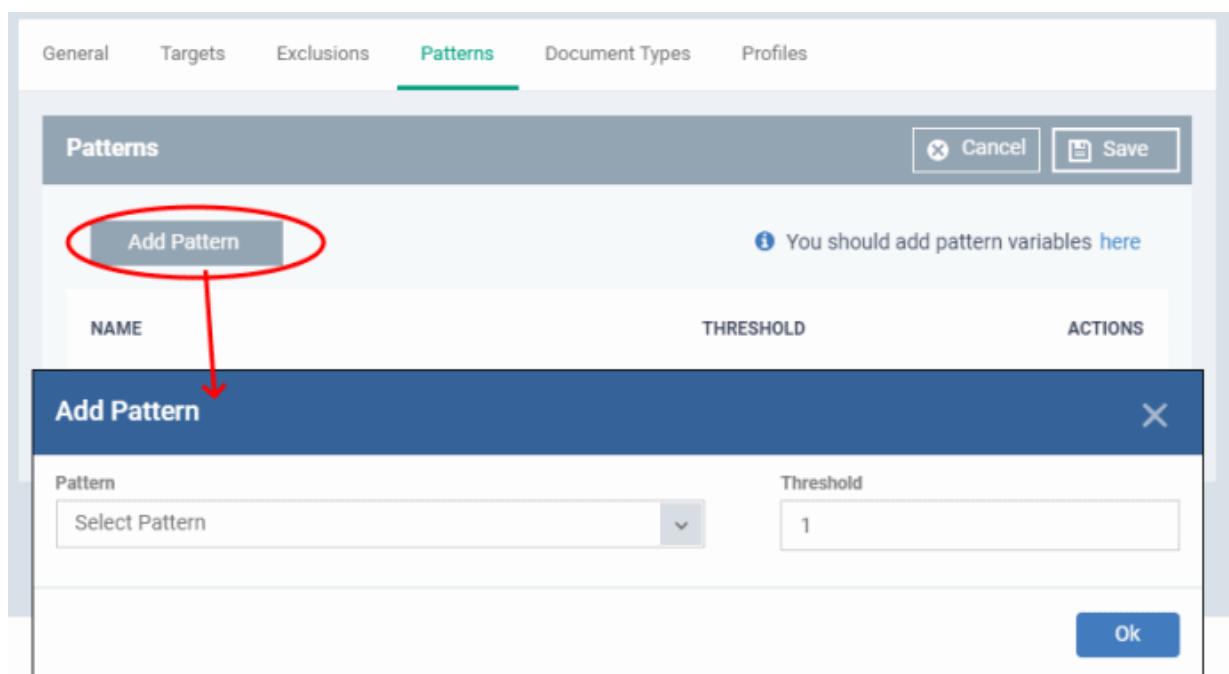 General Targets Exclusions Patterns Document Types Profiles
Patterns Cancel Save
Add Pattern You should add pattern variables here
NAME THRESHOLD ACTIONS
Add Pattern
Pattern Threshold
Select Pattern 1
Ok